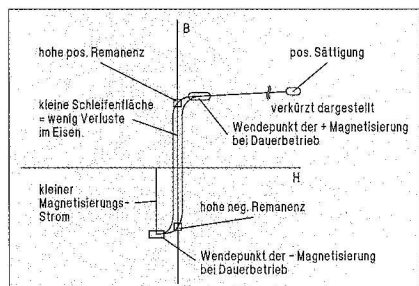 B
hohe pos. Remanenz
pos. Sättigung
kleine Schleifenfläche
= wenig Verluste
im Eisen.
verkürzt dargestellt
Wendepunkt der + Magnetisierung
bei Dauerbetrieb
H
kleiner
Magnetisierungs-
Strom
hohe neg. Remanenz
Wendepunkt der – Magnetisierung
bei Dauerbetrieb